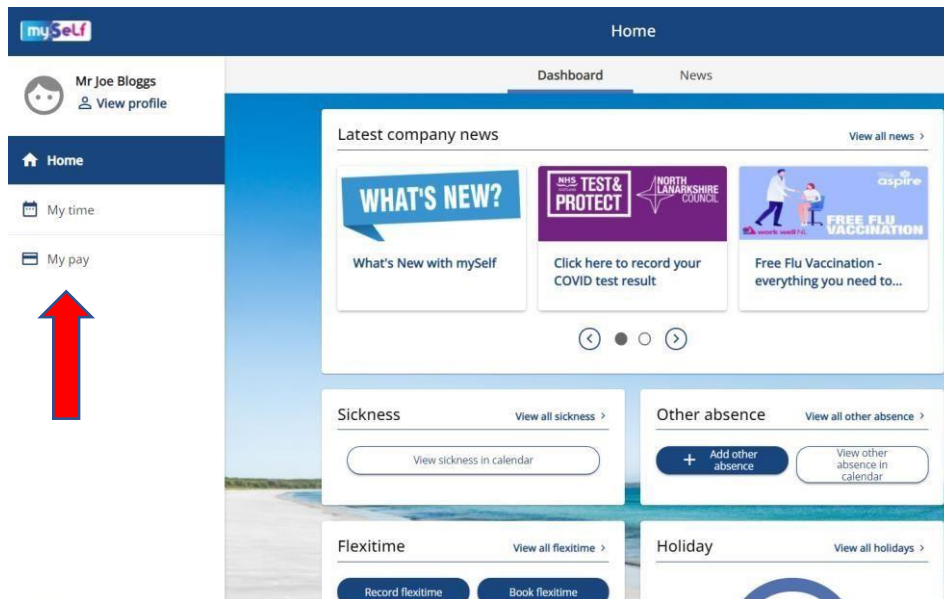 mySelf
Home
Mr Joe Bloggs
View profile
Dashboard
News
Home
My time
My pay
Latest company news
View all news >
WHAT'S NEW?
What's New with mySelf
NHS TEST&
PROTECT
NORTH
LANARKSHIRE
COUNCIL
Click here to record your
COVID test result
aspire
work well NL
FREE FLU
VACCINATION
Free Flu Vaccination -
everything you need to...
Sickness
View all sickness >
View sickness in calendar
Other absence
View all other absence >
+ Add other
absence
View other
absence in
calendar
Flexitime
View all flexitime >
Record flexitime
Book flexitime
Holiday
View all holidays >